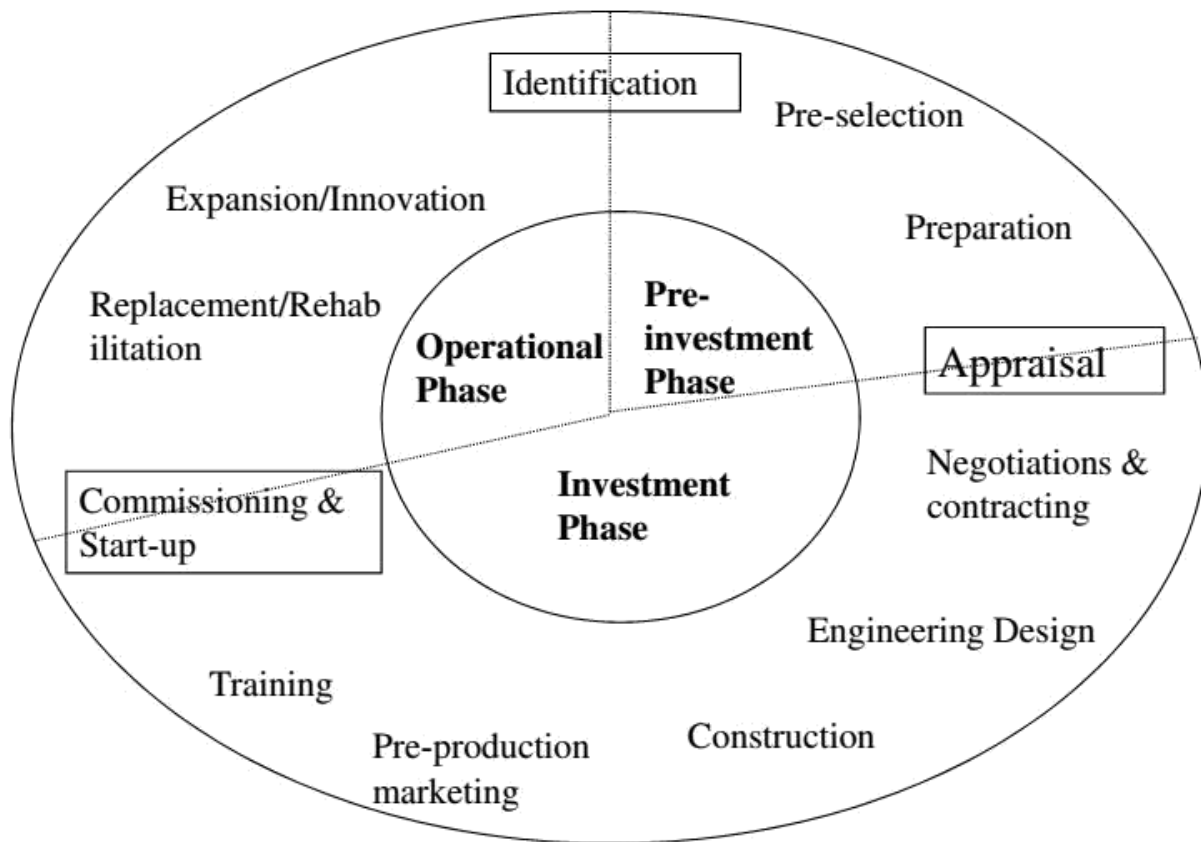 Identification
Pre-selection
Expansion/Innovation
Preparation
Replacement/Rehab
ilitation
Operational
Phase
Pre-
investment
Phase
Appraisal
Investment
Phase
Negotiations &
contracting
Commissioning &
Start-up
Engineering Design
Training
Construction
Pre-production
marketing